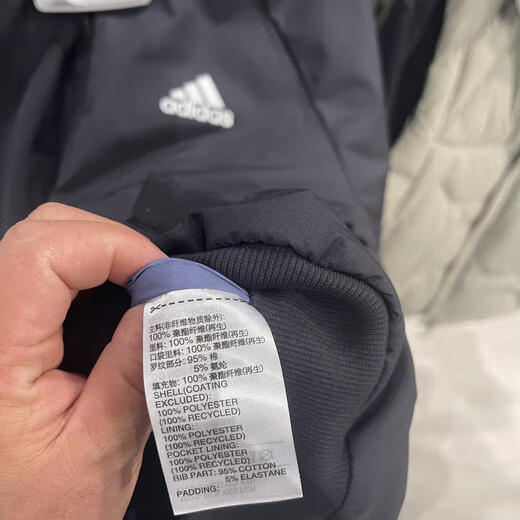 adidas
主料(非纤维物质除外):
100% 聚酯纤维(再生)
里料: 100% 聚酯纤维(再生)
口袋里料: 100% 聚酯纤维(再生)
罗纹部分: 95% 棉
5% 氨纶
填充物: 100% 聚酯纤维(再生)
SHELL(COATING
EXCLUDED):
100% POLYESTER
(100% RECYCLED)
LINING:
100% POLYESTER
(100% RECYCLED)
POCKET LINING:
100% POLYESTER
(100% RECYCLED)
RIB PART: 95% COTTON
5% ELASTANE
PADDING: